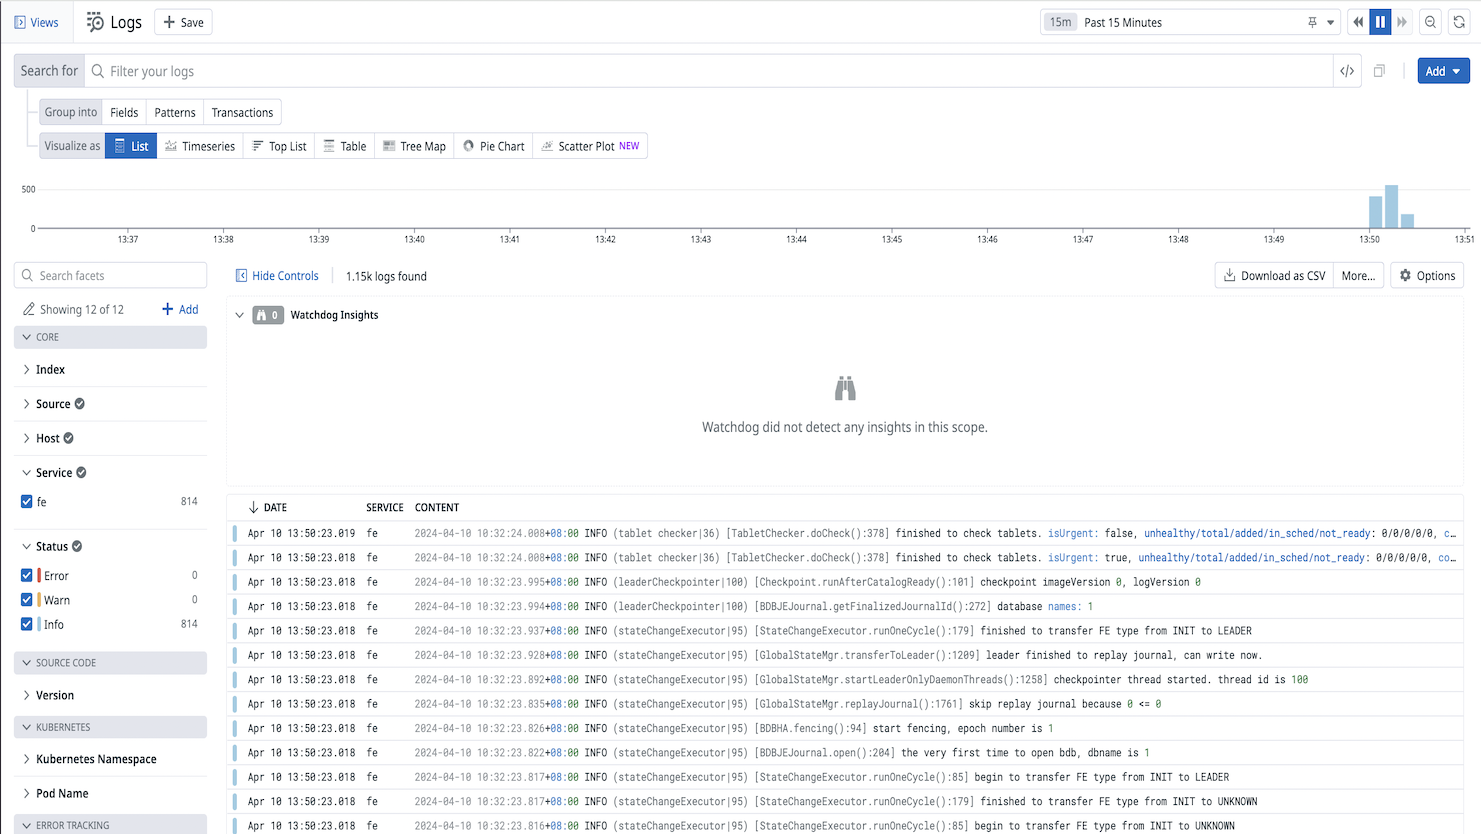 Views Logs + Save 15m Past 15 Minutes
Search for Filter your logs </> Add
Group into Fields Patterns Transactions
Visualize as List Timeseries Top List Table Tree Map Pie Chart Scatter Plot NEW
500
0
13:37 13:38 13:39 13:40 13:41 13:42 13:43 13:44 13:45 13:46 13:47 13:48 13:49 13:50 13:51
Search facets Hide Controls 1.15k logs found Download as CSV More... Options
Showing 12 of 12 + Add
0 Watchdog Insights
CORE
Index
Source
Host
Service
fe 814
Status
Error 0
Warn 0
Info 814
SOURCE CODE
Version
KUBERNETES
Kubernetes Namespace
Pod Name
ERROR TRACKING
Watchdog did not detect any insights in this scope.
DATE SERVICE CONTENT
Apr 10 13:50:23.019 fe 2024-04-10 10:32:24.008+08:00 INFO (tablet checker|36) [TabletChecker.doCheck():378] finished to check tablets. isUrgent: false, unhealthy/total/added/in_sched/not_ready: 0/0/0/0/0, c…
Apr 10 13:50:23.018 fe 2024-04-10 10:32:24.008+08:00 INFO (tablet checker|36) [TabletChecker.doCheck():378] finished to check tablets. isUrgent: true, unhealthy/total/added/in_sched/not_ready: 0/0/0/0/0, co…
Apr 10 13:50:23.018 fe 2024-04-10 10:32:23.995+08:00 INFO (leaderCheckpointer|100) [Checkpoint.runAfterCatalogReady():101] checkpoint imageVersion 0, logVersion 0
Apr 10 13:50:23.018 fe 2024-04-10 10:32:23.994+08:00 INFO (leaderCheckpointer|100) [BDBJEJournal.getFinalizedJournalId():272] database names: 1
Apr 10 13:50:23.018 fe 2024-04-10 10:32:23.937+08:00 INFO (stateChangeExecutor|95) [StateChangeExecutor.runOneCycle():179] finished to transfer FE type from INIT to LEADER
Apr 10 13:50:23.018 fe 2024-04-10 10:32:23.928+08:00 INFO (stateChangeExecutor|95) [GlobalStateMgr.transferToLeader():1209] leader finished to replay journal, can write now.
Apr 10 13:50:23.018 fe 2024-04-10 10:32:23.892+08:00 INFO (stateChangeExecutor|95) [GlobalStateMgr.startLeaderOnlyDaemonThreads():1258] checkpointer thread started. thread id is 100
Apr 10 13:50:23.018 fe 2024-04-10 10:32:23.835+08:00 INFO (stateChangeExecutor|95) [GlobalStateMgr.replayJournal():1761] skip replay journal because 0 <= 0
Apr 10 13:50:23.018 fe 2024-04-10 10:32:23.826+08:00 INFO (stateChangeExecutor|95) [BDBHA.fencing():94] start fencing, epoch number is 1
Apr 10 13:50:23.018 fe 2024-04-10 10:32:23.822+08:00 INFO (stateChangeExecutor|95) [BDBJEJournal.open():204] the very first time to open bdb, dbname is 1
Apr 10 13:50:23.018 fe 2024-04-10 10:32:23.817+08:00 INFO (stateChangeExecutor|95) [StateChangeExecutor.runOneCycle():85] begin to transfer FE type from INIT to LEADER
Apr 10 13:50:23.018 fe 2024-04-10 10:32:23.817+08:00 INFO (stateChangeExecutor|95) [StateChangeExecutor.runOneCycle():179] finished to transfer FE type from INIT to UNKNOWN
Apr 10 13:50:23.018 fe 2024-04-10 10:32:23.816+08:00 INFO (stateChangeExecutor|95) [StateChangeExecutor.runOneCycle():85] begin to transfer FE type from INIT to UNKNOWN